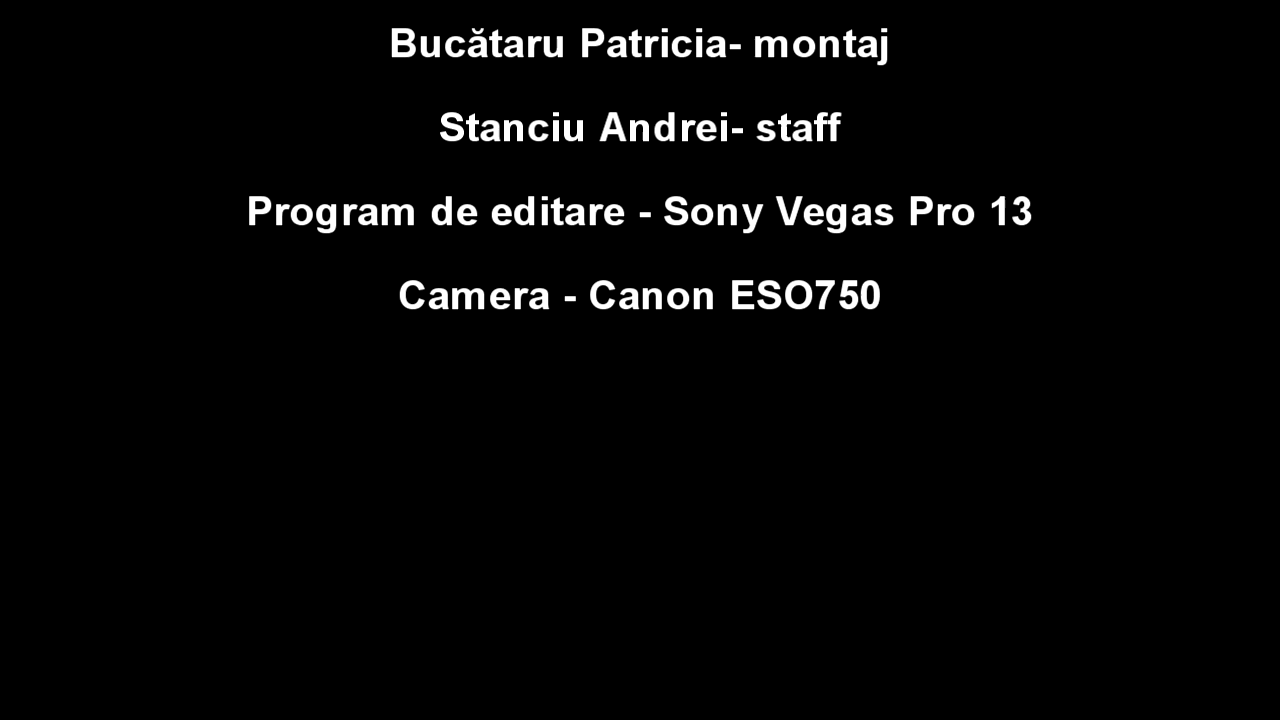 Bucătaru Patricia- montaj
Stanciu Andrei- staff
Program de editare - Sony Vegas Pro 13
Camera - Canon ESO750